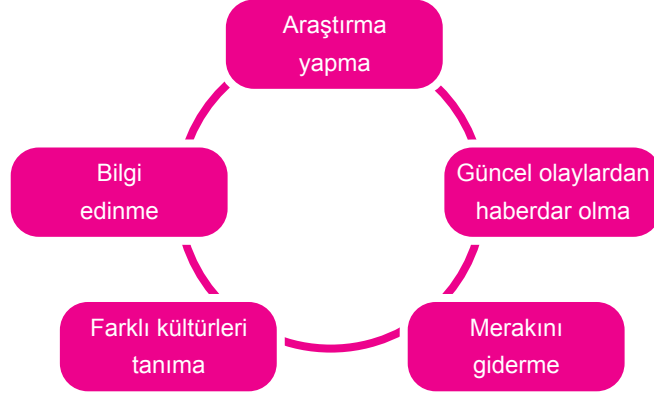 Araştırma
yapma
Bilgi
edinme
Güncel olaylardan
haberdar olma
Farklı kültürleri
tanıma
Merakını
giderme